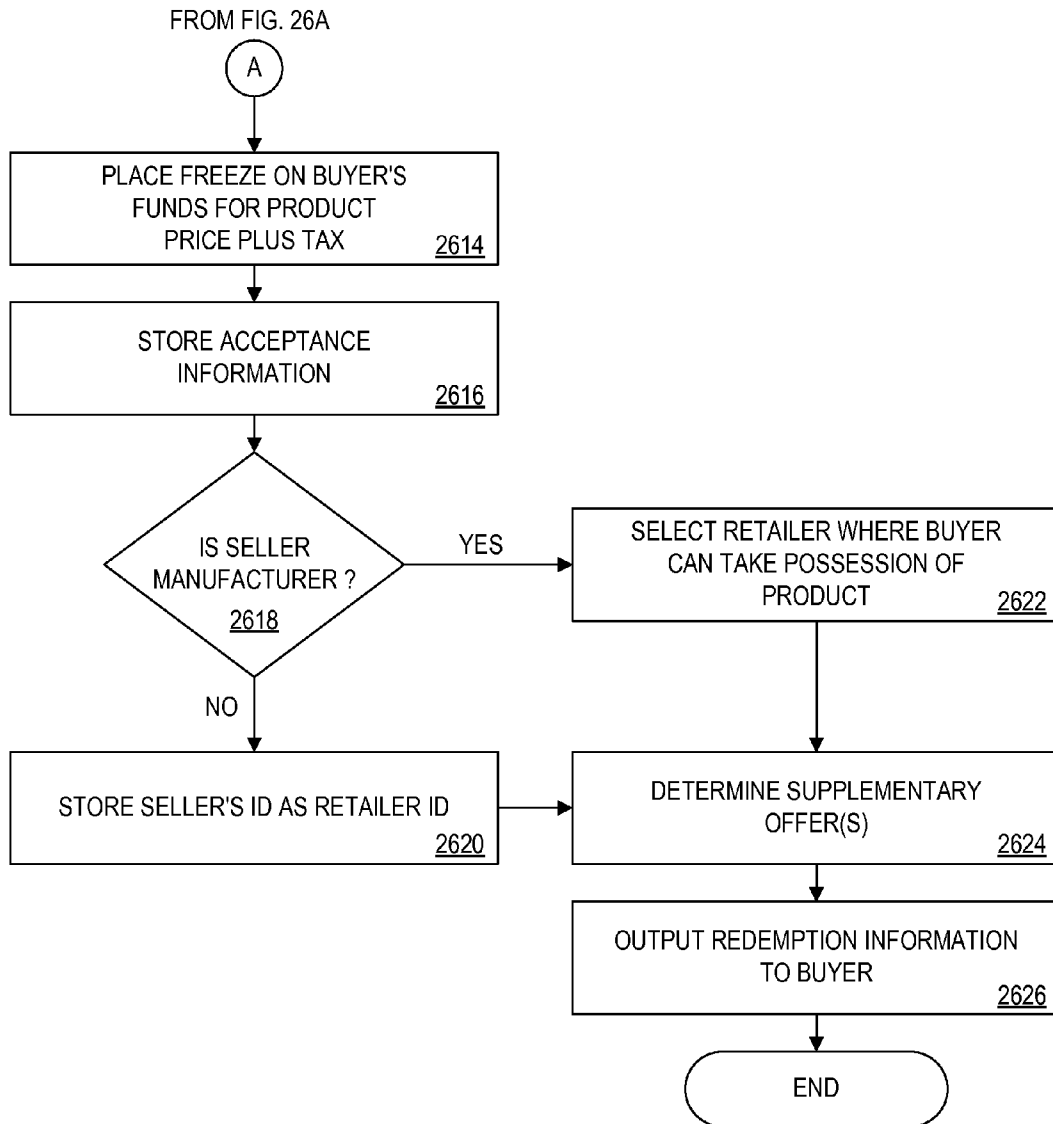 FROM FIG. 26A
A
PLACE FREEZE ON BUYER'S
FUNDS FOR PRODUCT
PRICE PLUS TAX
2614
STORE ACCEPTANCE
INFORMATION
2616
IS SELLER
MANUFACTURER ?
2618
YES
SELECT RETAILER WHERE BUYER
CAN TAKE POSSESSION OF
PRODUCT
2622
NO
STORE SELLER'S ID AS RETAILER ID
2620
DETERMINE SUPPLEMENTARY
OFFER(S)
2624
OUTPUT REDEMPTION INFORMATION
TO BUYER
2626
END